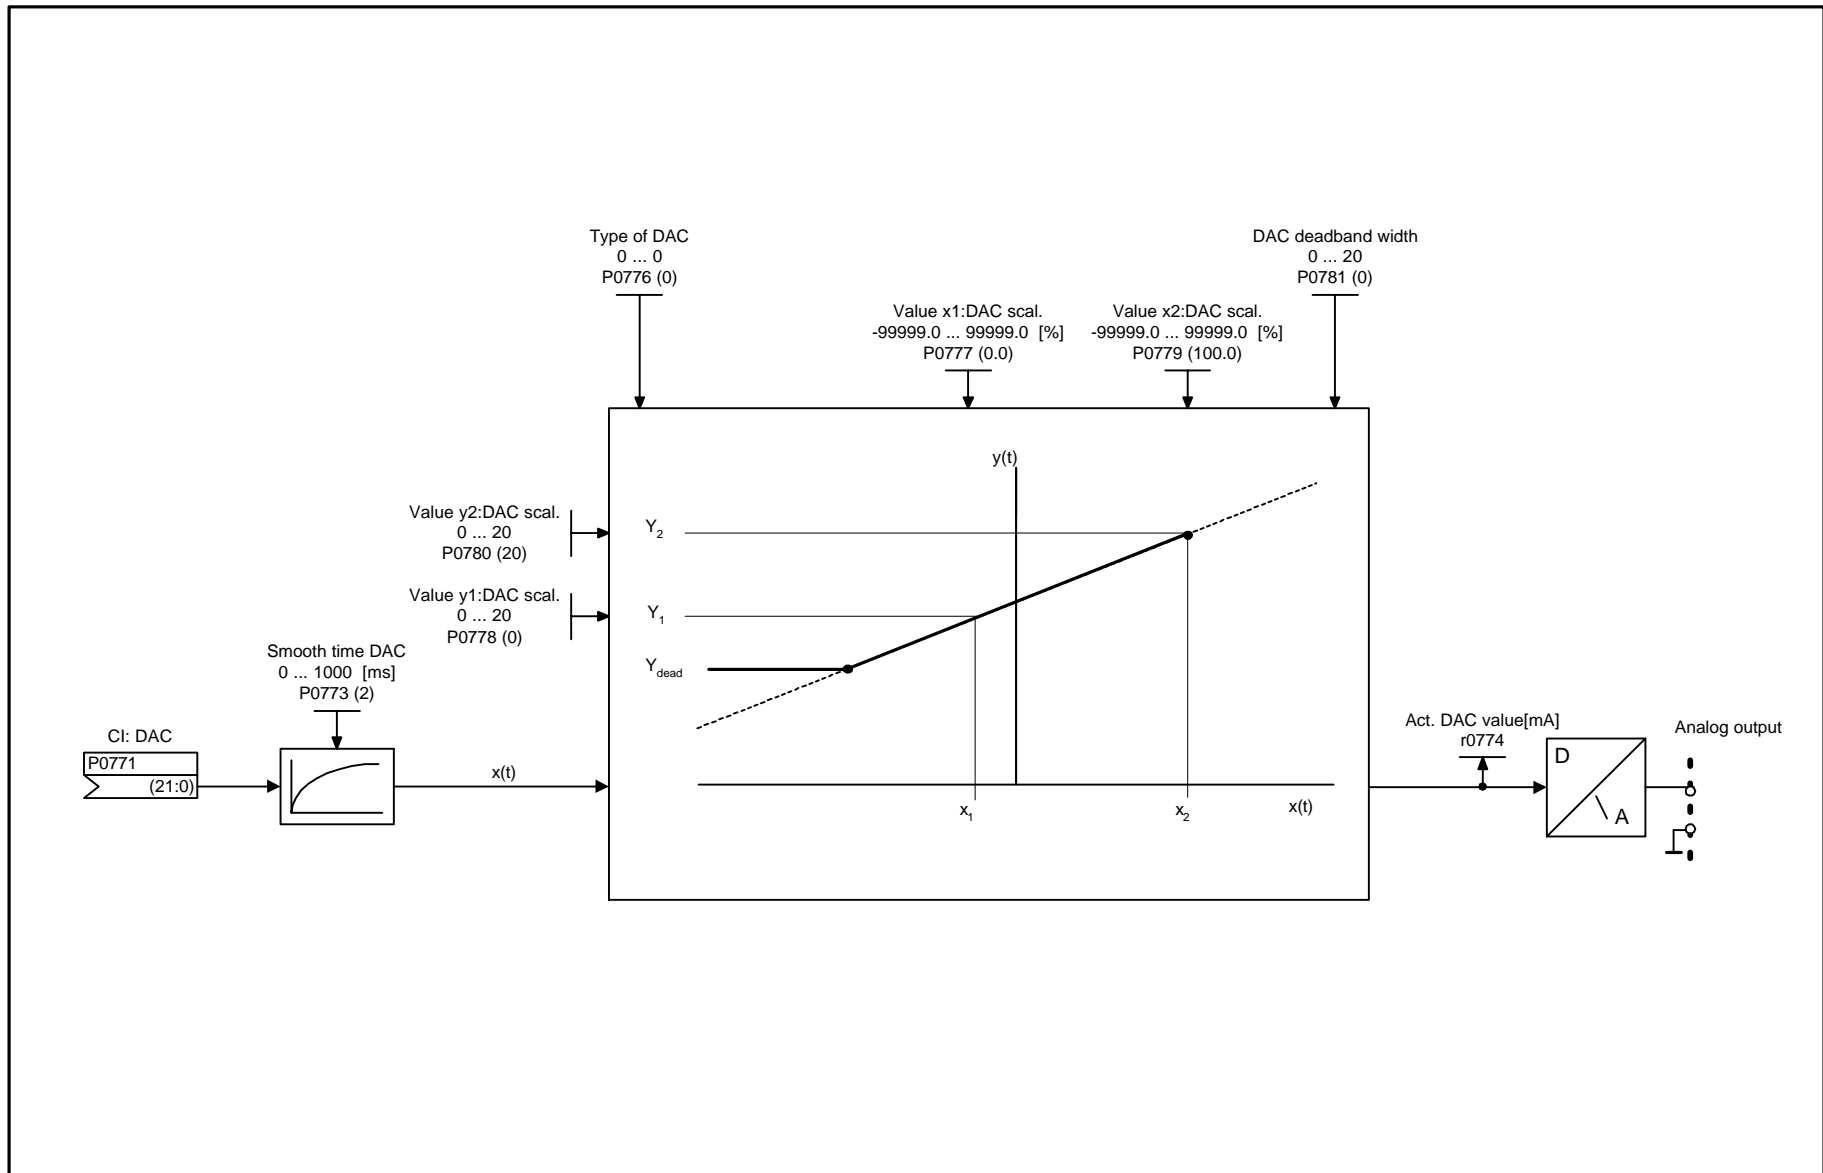 Type of DAC
0 ... 0
P0776 (0)
DAC deadband width
0 ... 20
P0781 (0)
Value x1:DAC scal.
-99999.0 ... 99999.0 [%]
P0777 (0.0)
Value x2:DAC scal.
-99999.0 ... 99999.0 [%]
P0779 (100.0)
y(t)
Value y2:DAC scal.
0 ... 20
P0780 (20)
Y2
Value y1:DAC scal.
0 ... 20
P0778 (0)
Y1
Ydead
Smooth time DAC
0 ... 1000 [ms]
P0773 (2)
CI: DAC
P0771
(21:0)
x(t)
x1
x2
x(t)
Act. DAC value[mA]
r0774
D
A
Analog output